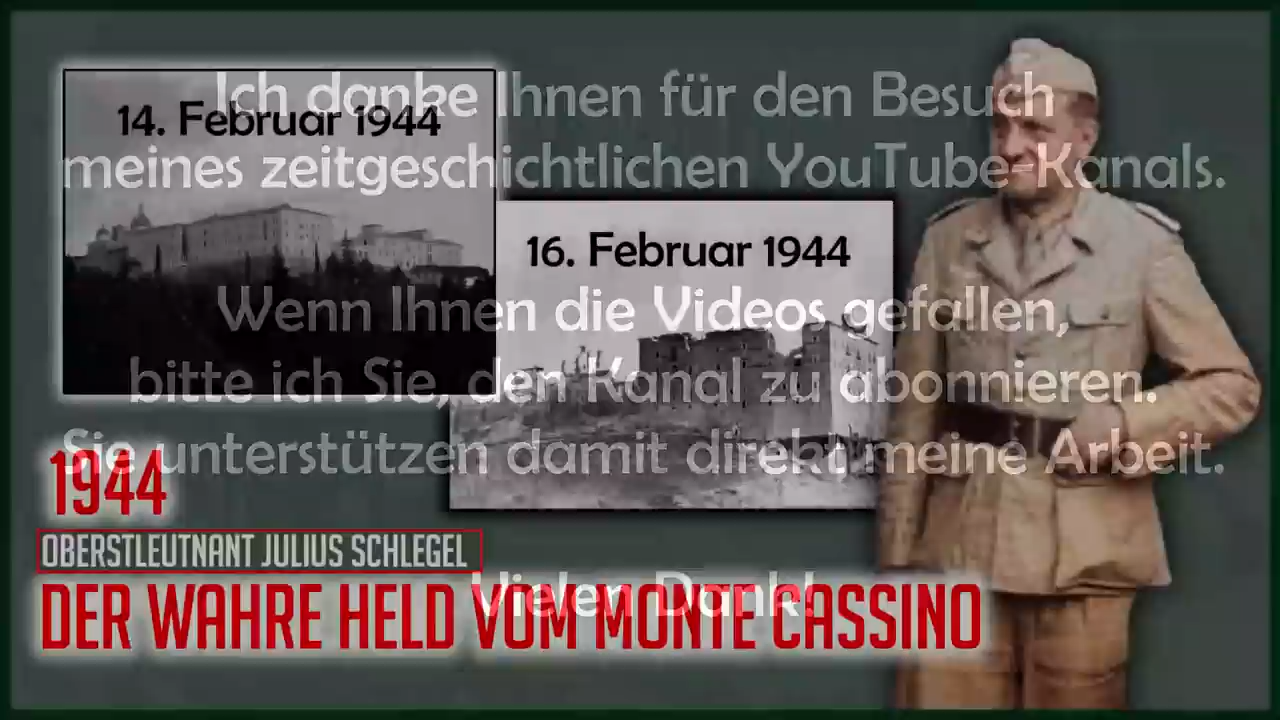 Ich danke Ihnen für den Besuch
meines zeitgeschichtlichen YouTube-Kanals.
Wenn Ihnen die Videos gefallen,
bitte ich Sie, den Kanal zu abonnieren.
Sie unterstützen damit direkt meine Arbeit.
Vielen Dank!
14. Februar 1944
16. Februar 1944
1944
OBERSTLEUTNANT JULIUS SCHLEGEL
DER WAHRE HELD VOM MONTE CASSINO